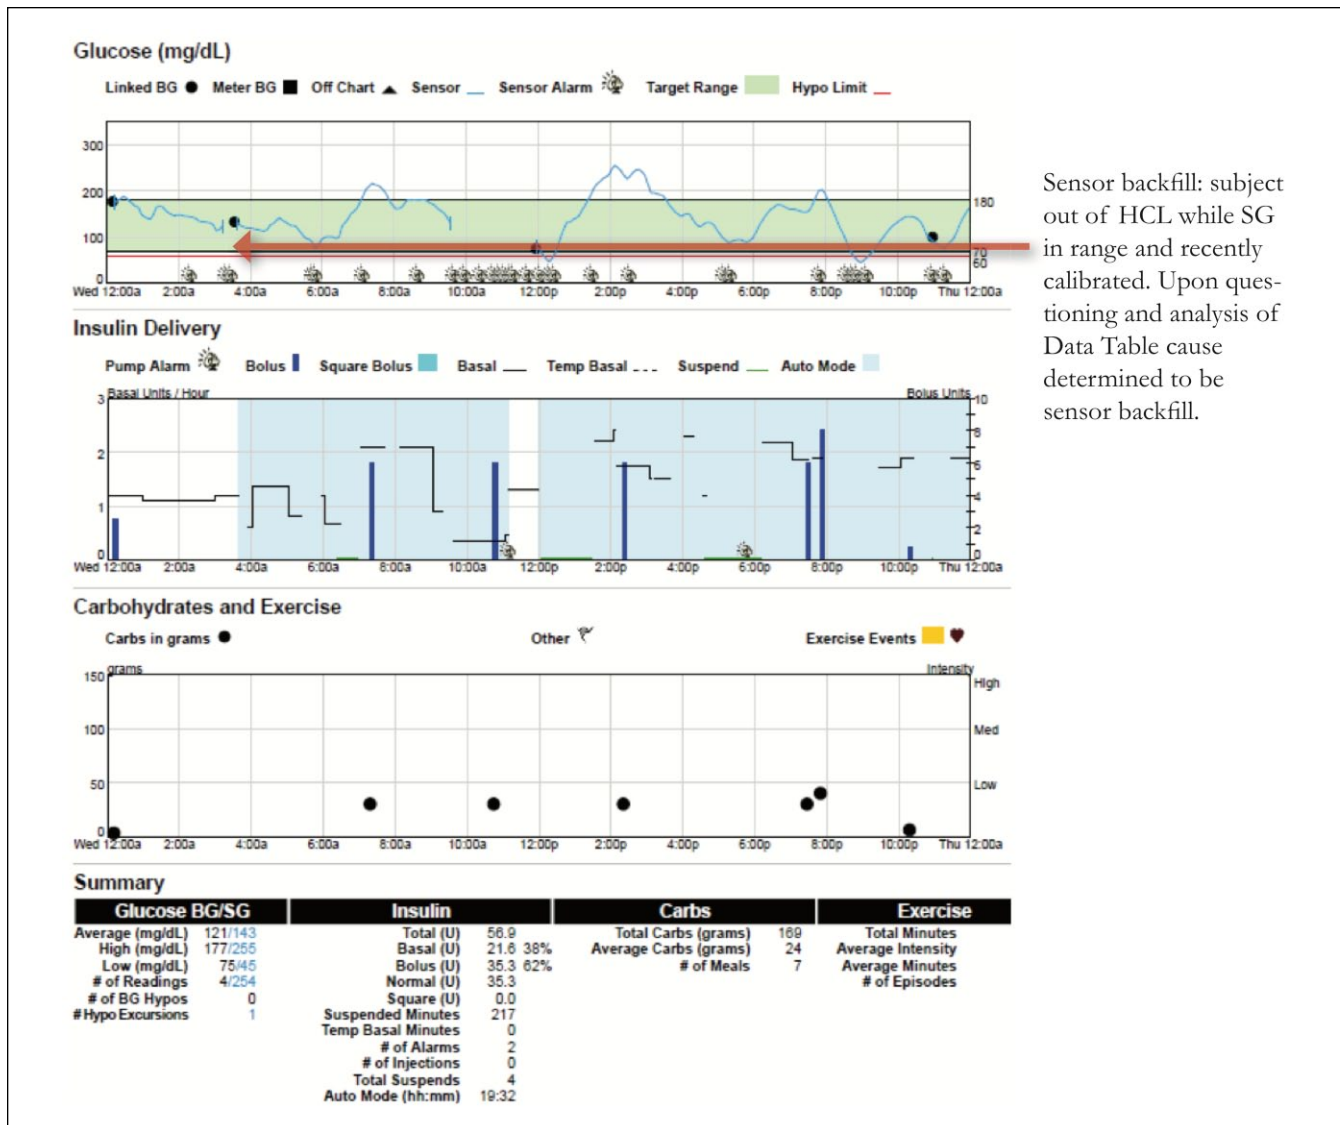 Glucose (mg/dL)
Linked BG Meter BG Off Chart Sensor Sensor Alarm Target Range Hypo Limit
300
200
180
100
70
60
0
Wed 12:00a 2:00a 4:00a 6:00a 8:00a 10:00a 12:00p 2:00p 4:00p 6:00p 8:00p 10:00p Thu 12:00a
Sensor backfill: subject
out of HCL while SG
in range and recently
calibrated. Upon ques-
tioning and analysis of
Data Table cause
determined to be
sensor backfill.
Insulin Delivery
Pump Alarm Bolus Square Bolus Basal Temp Basal Suspend Auto Mode
Basal Units / Hour Bolus Units
3 10
8
2 6
4
1 2
0 0
Wed 12:00a 2:00a 4:00a 6:00a 8:00a 10:00a 12:00p 2:00p 4:00p 6:00p 8:00p 10:00p Thu 12:00a
Carbohydrates and Exercise
Carbs in grams Other Exercise Events
grams Intensity
150 High
100 Med
50 Low
0
Wed 12:00a 2:00a 4:00a 6:00a 8:00a 10:00a 12:00p 2:00p 4:00p 6:00p 8:00p 10:00p Thu 12:00a
Summary
Glucose BG/SG Insulin Carbs Exercise
Average (mg/dL) 121/143 Total (U) 56.9 Total Carbs (grams) 169 Total Minutes
High (mg/dL) 177/255 Basal (U) 21.6 38% Average Carbs (grams) 24 Average Intensity
Low (mg/dL) 75/45 Bolus (U) 35.3 62% # of Meals 7 Average Minutes
# of Readings 4/254 Normal (U) 35.3 # of Episodes
# of BG Hypos 0 Square (U) 0.0
# Hypo Excursions 1 Suspended Minutes 217
Temp Basal Minutes 0
# of Alarms 2
# of Injections 0
Total Suspends 4
Auto Mode (hh:mm) 19:32